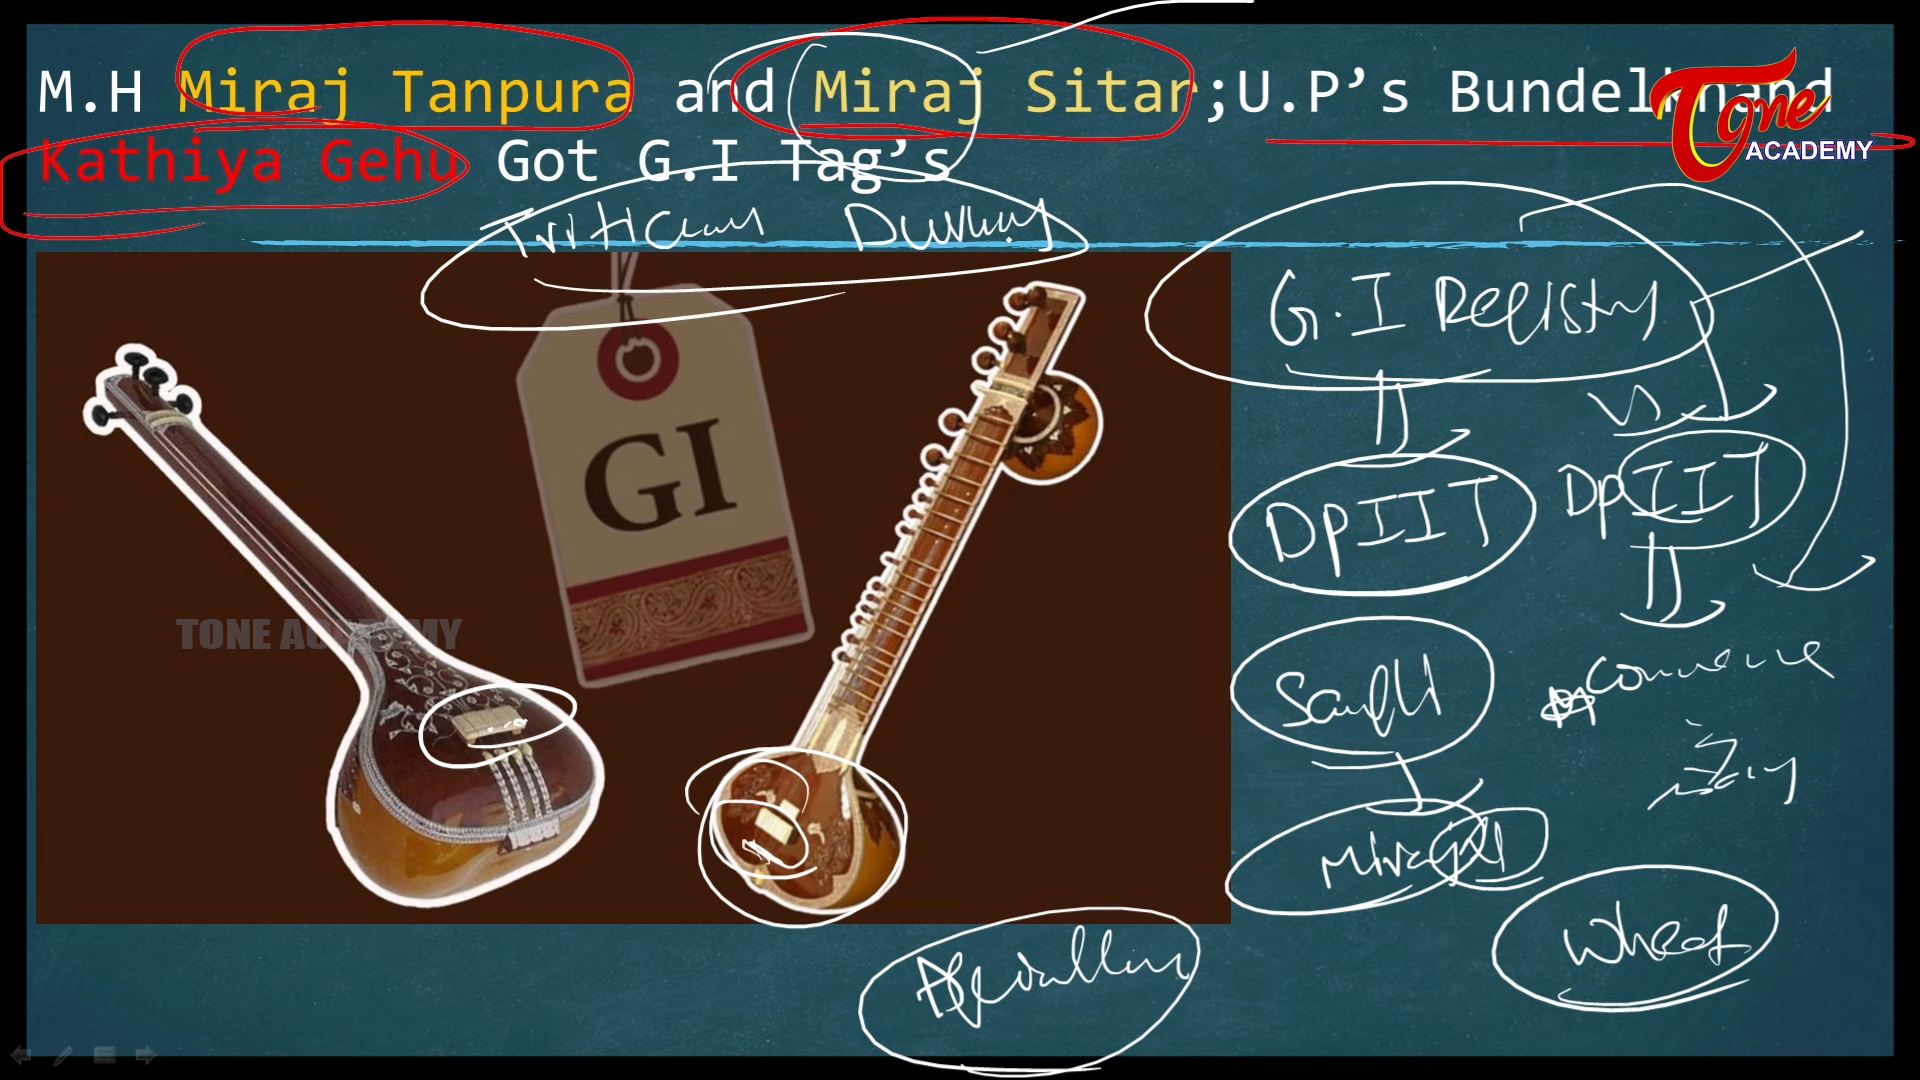 M.H Miraj Tanpura and Miraj Sitar;U.P’s Bundelkhand
Kathiya Gehu Got G.I Tag’s
Tone
ACADEMY
Triticum Durum
G.I Registry
GI
DPIIT
DpIIT
TONE ACADEMY
Sangli
Commerce
Miraj
Wheat